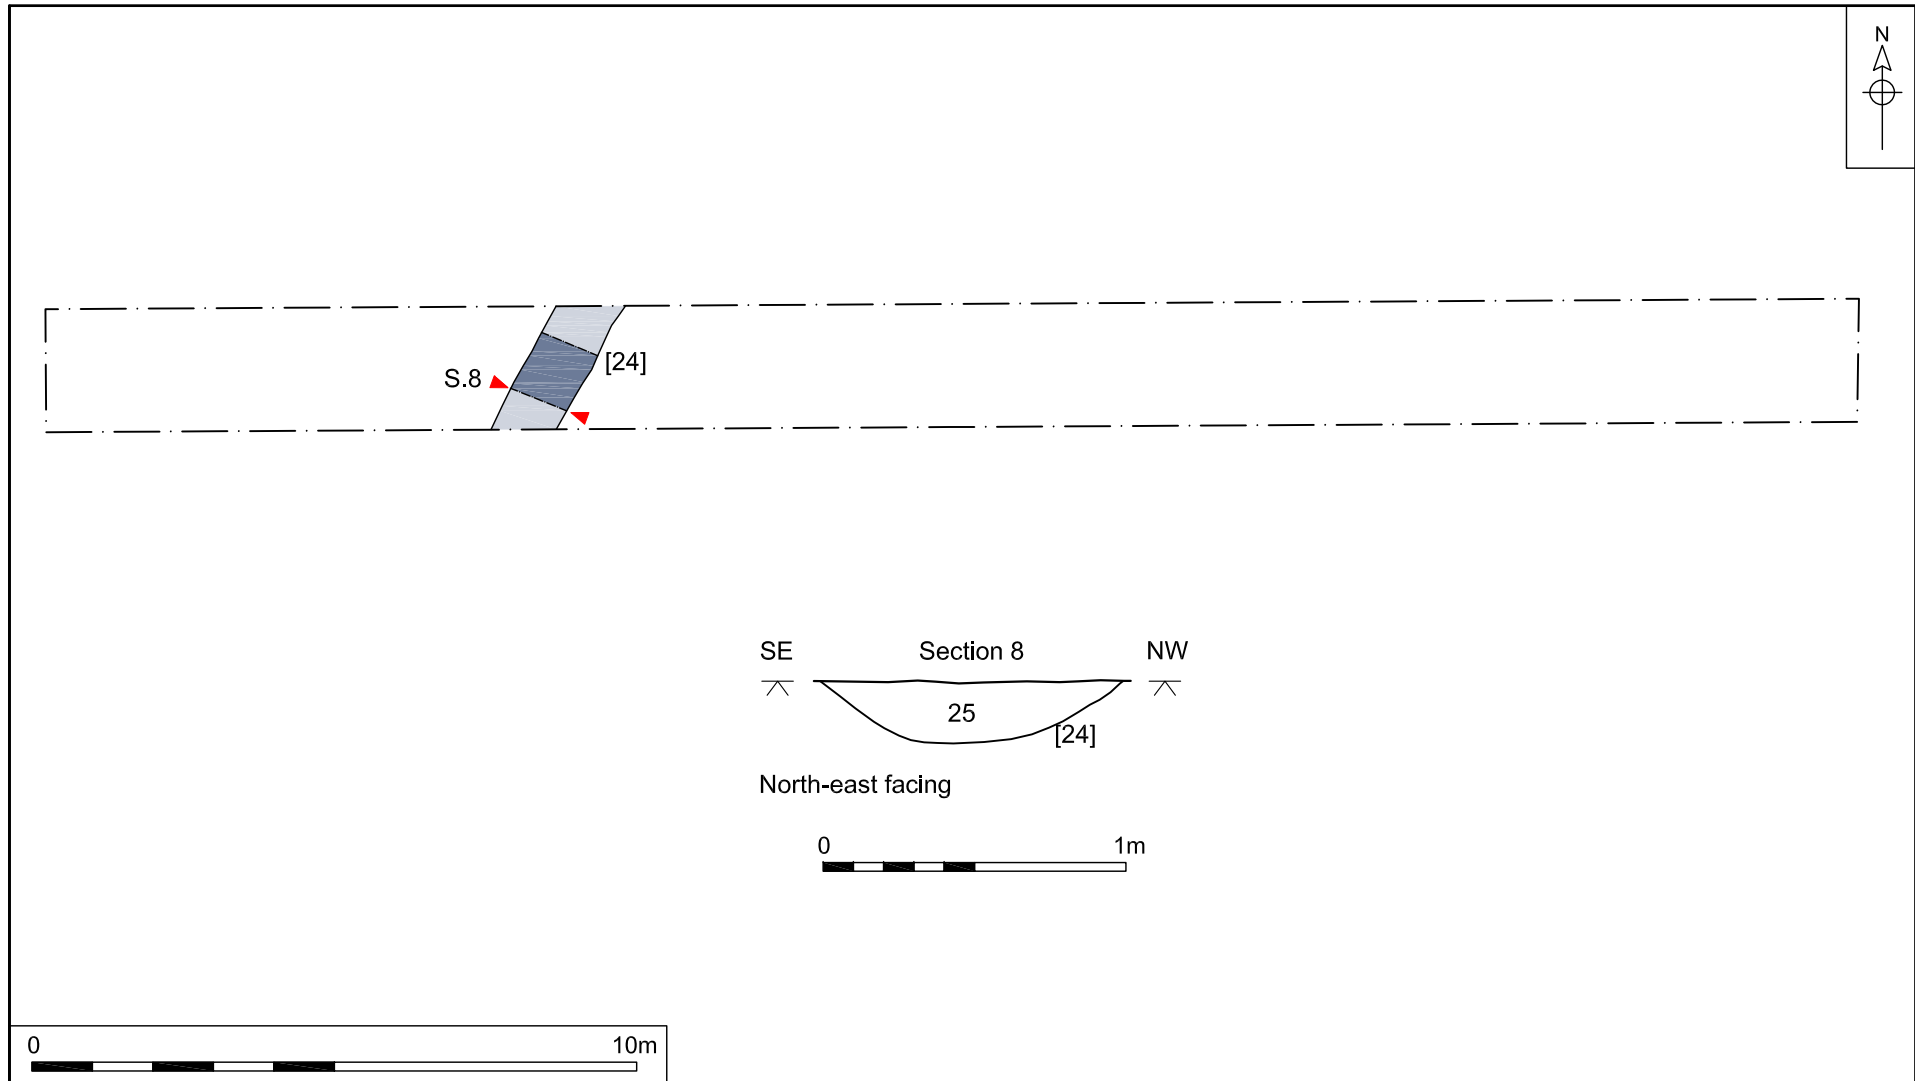 N
S.8
[24]
SE Section 8 NW
25
[24]
North-east facing
0 1m
0 10m